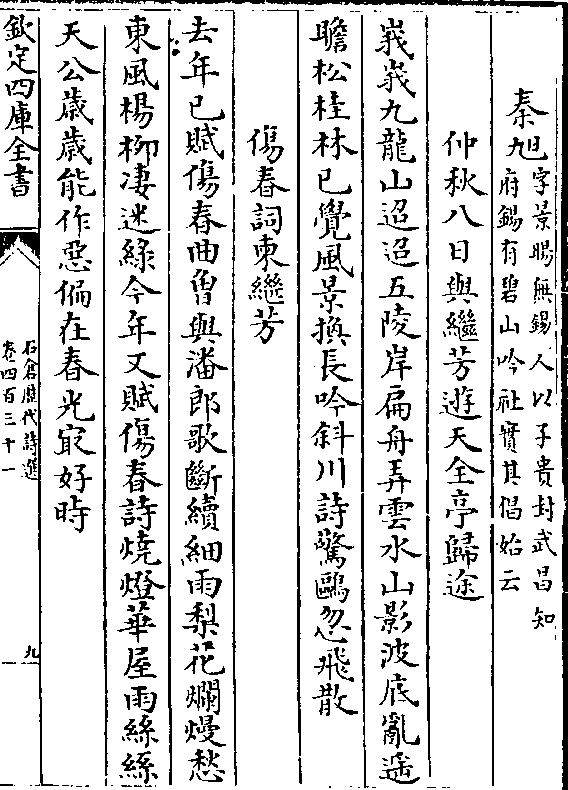 秦旭字景暘無錫人以子貴封武昌知
府錫有碧山吟社實其倡始云
仲秋八日與繼芳遊天全亭歸途
峩峩九龍山迢迢五陵岸扁舟弄雲水山影波底亂遥
瞻松桂林已覺風景換長吟斜川詩驚鷗忽飛散
傷春詞柬繼芳
去年已賦傷春曲曽與潘郎歌斷續細雨梨花爛熳愁
東風楊柳凄迷綠今年又賦傷春詩燒燈華屋雨絲絲
天公歲歲能作惡偏在春光冣好時
欽定四庫全書
石倉歷代詩選
卷四百三十一
九